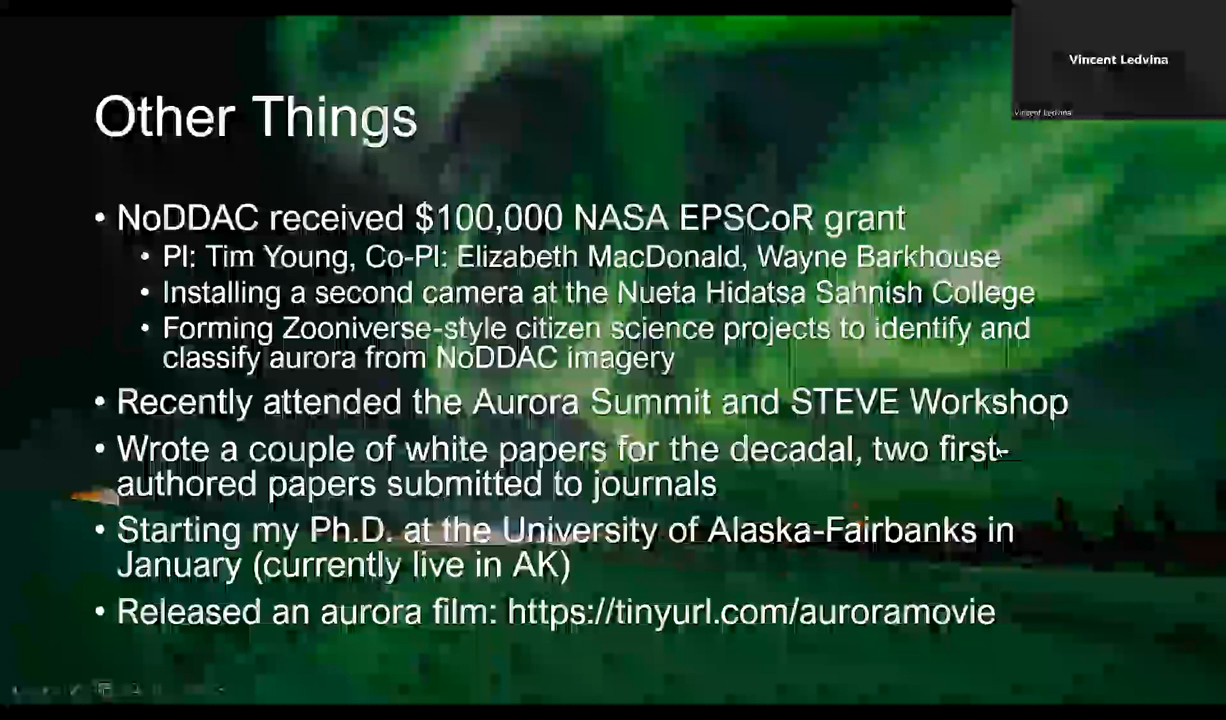 Vincent Ledvina
Vincent Ledvina
Other Things
• NoDDAC received $100,000 NASA EPSCoR grant
• PI: Tim Young, Co-PI: Elizabeth MacDonald, Wayne Barkhouse
• Installing a second camera at the Nueta Hidatsa Sahnish College
• Forming Zooniverse-style citizen science projects to identify and
classify aurora from NoDDAC imagery
• Recently attended the Aurora Summit and STEVE Workshop
• Wrote a couple of white papers for the decadal, two first-
authored papers submitted to journals
• Starting my Ph.D. at the University of Alaska-Fairbanks in
January (currently live in AK)
• Released an aurora film: https://tinyurl.com/auroramovie